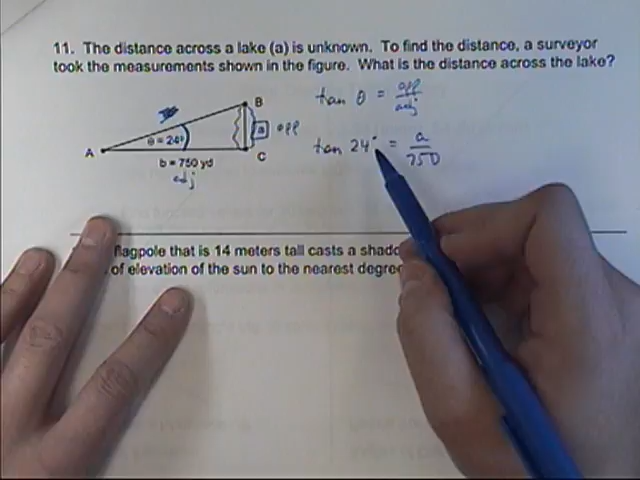 11. The distance across a lake (a) is unknown. To find the distance, a surveyor
took the measurements shown in the figure. What is the distance across the lake?
tan θ = opp/adj
B
θ = 24°
a opp
tan 24° = a/750
A
C
b = 750 yd
adj
flagpole that is 14 meters tall casts a
of elevation of the sun to the nearest